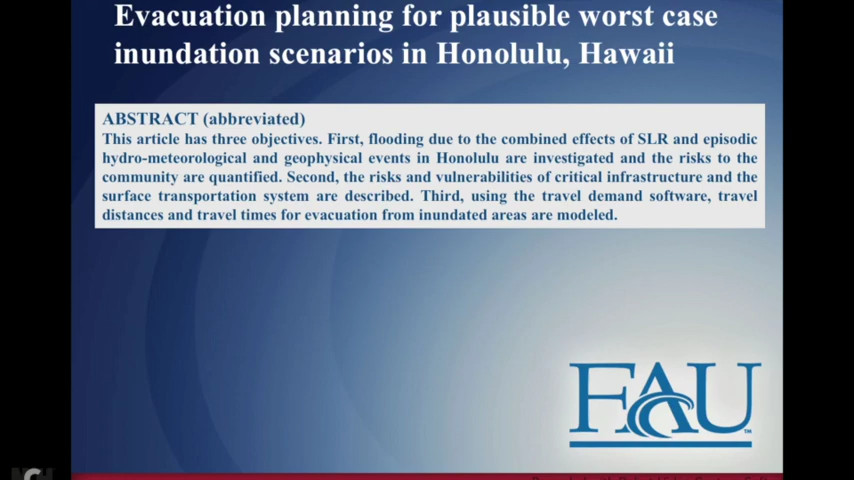 Evacuation planning for plausible worst case
inundation scenarios in Honolulu, Hawaii
ABSTRACT (abbreviated)
This article has three objectives. First, flooding due to the combined effects of SLR and episodic
hydro-meteorological and geophysical events in Honolulu are investigated and the risks to the
community are quantified. Second, the risks and vulnerabilities of critical infrastructure and the
surface transportation system are described. Third, using the travel demand software, travel
distances and travel times for evacuation from inundated areas are modeled.
FAU
TM